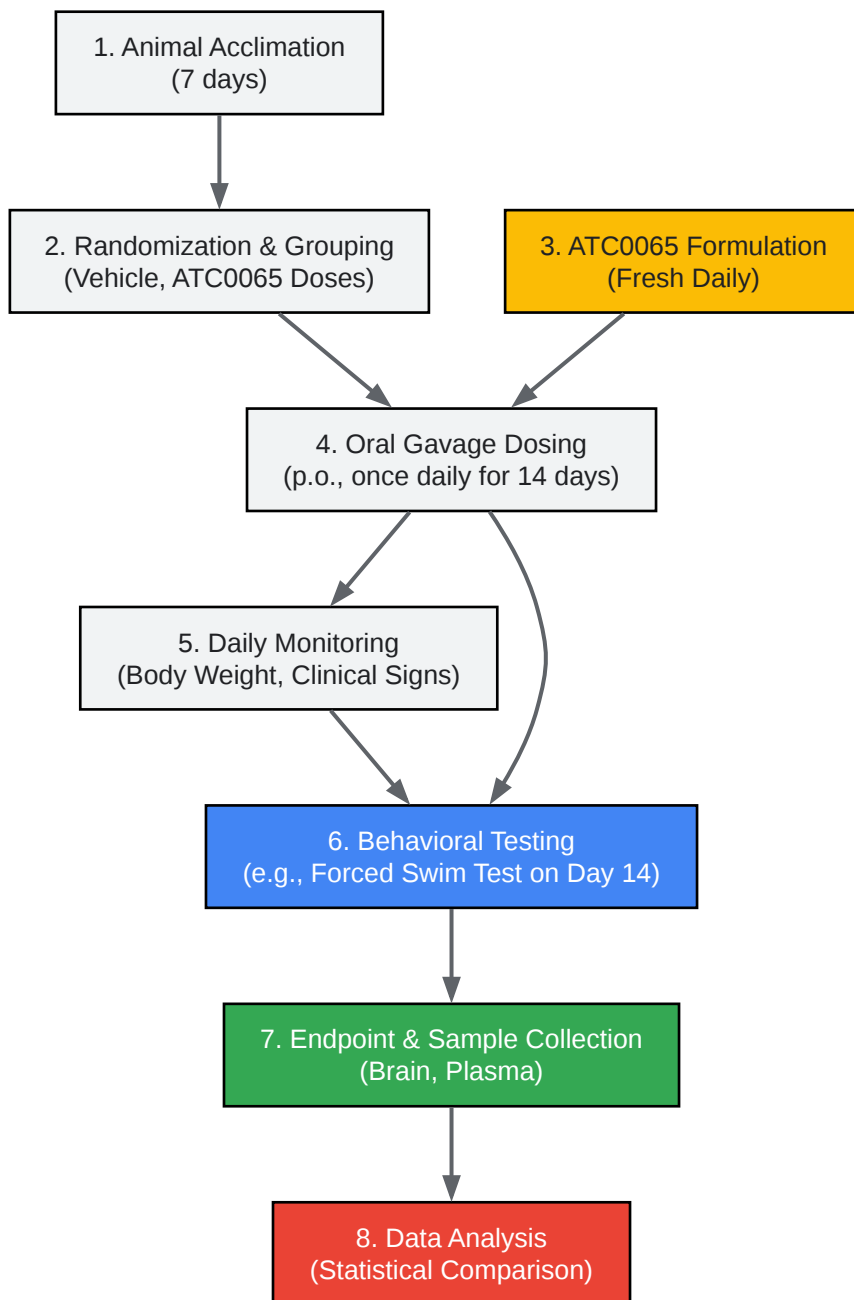 1. Animal Acclimation
(7 days)
2. Randomization & Grouping
(Vehicle, ATC0065 Doses)
3. ATC0065 Formulation
(Fresh Daily)
4. Oral Gavage Dosing
(p.o., once daily for 14 days)
5. Daily Monitoring
(Body Weight, Clinical Signs)
6. Behavioral Testing
(e.g., Forced Swim Test on Day 14)
7. Endpoint & Sample Collection
(Brain, Plasma)
8. Data Analysis
(Statistical Comparison)